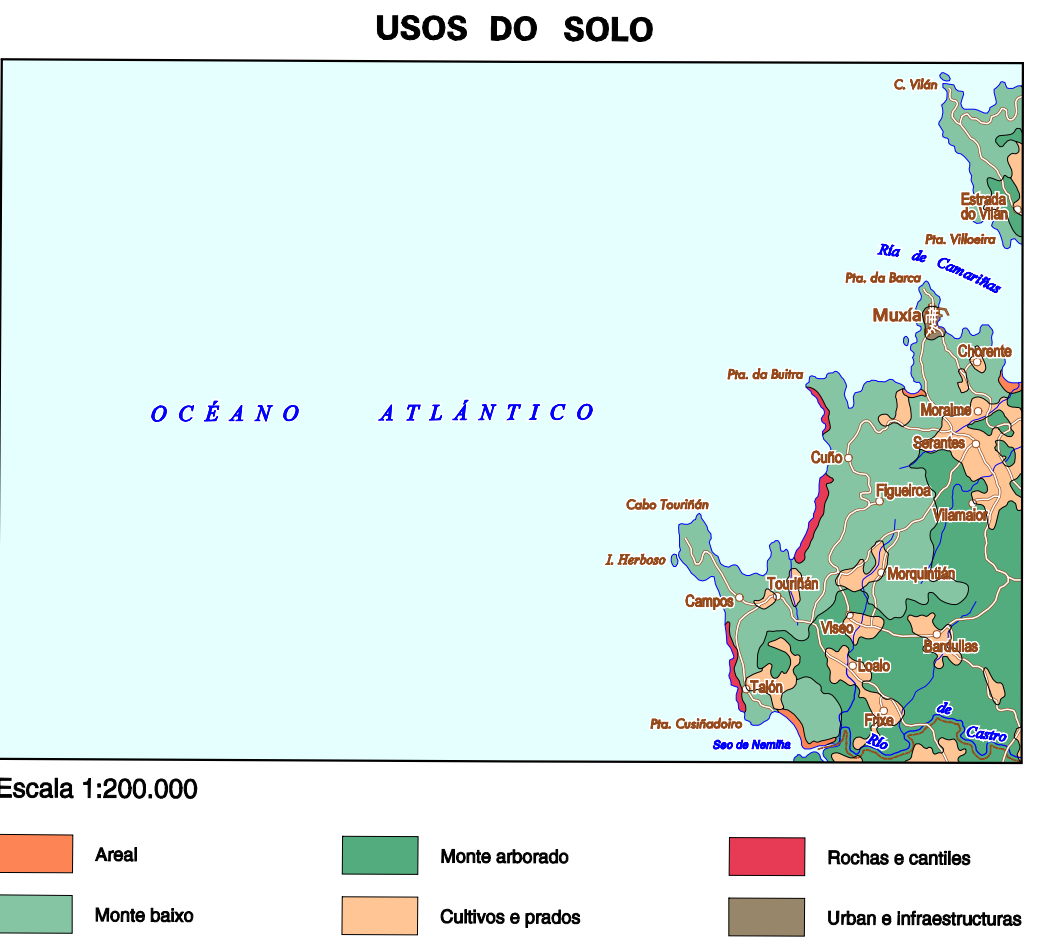 USOS DO SOLO
C. Vilán
Estrada
do Vilán
Pta. Villoeira
Ría de Camariñas
Pta. da Barca
Muxía
Chorente
Pta. da Buitra
OCÉANO ATLÁNTICO
Moraime
Serantes
Cuño
Figueiroa
Cabo Touriñán
Vilamaior
I. Herboso
Morquintián
Touriñán
Campos
Viseo
Bardullas
Loalo
Talón
Pta. Cusiñadoiro
Frixe
de
Seo de Nemiña
Río
Castro
Escala 1:200.000
Areal
Monte arborado
Rochas e cantiles
Monte baixo
Cultivos e prados
Urban e infraestructuras